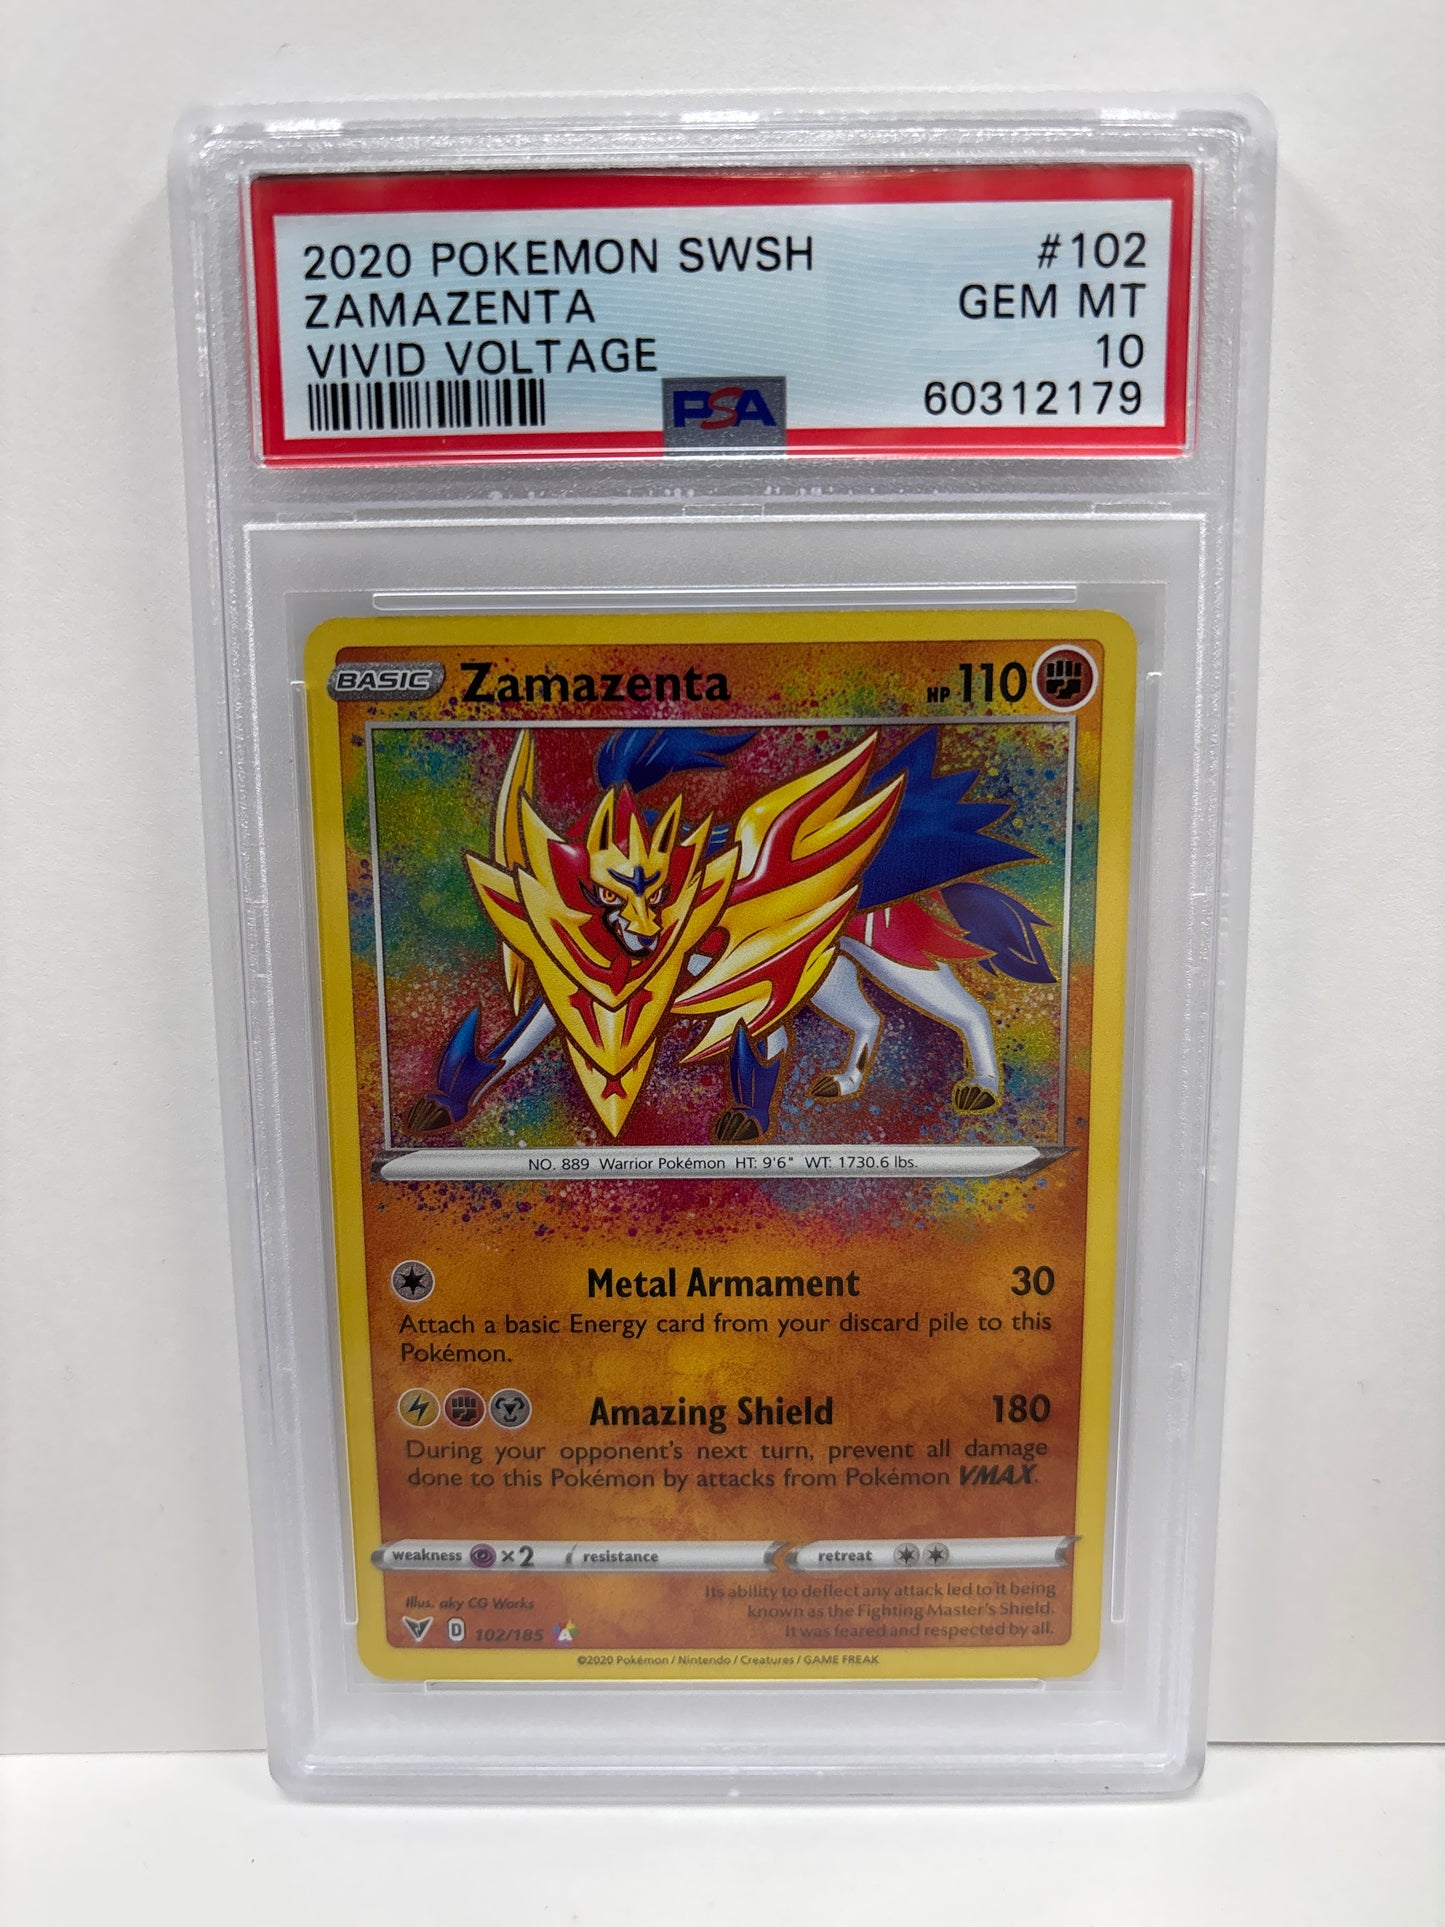 2020 POKEMON SWSH #102
ZAMAZENTA GEM MT
VIVID VOLTAGE 10
PSA 60312179
BASIC Zamazenta HP 110
NO. 889 Warrior Pokémon HT: 9'6" WT: 1730.6 lbs.
Metal Armament 30
Attach a basic Energy card from your discard pile to this
Pokémon.
Amazing Shield 180
During your opponent's next turn, prevent all damage
done to this Pokémon by attacks from Pokémon VMAX.
weakness ×2 resistance retreat
Illus. aky CG Works
Its ability to deflect any attack led to it being
known as the Fighting Master's Shield.
It was feared and respected by all.
D 102/185 A
©2020 Pokémon / Nintendo / Creatures / GAME FREAK